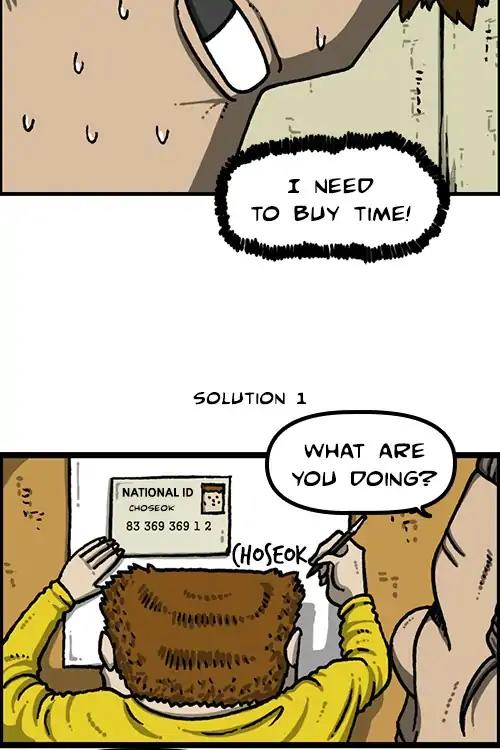 I NEED
TO BUY TIME!
SOLUTION 1
WHAT ARE
YOU DOING?
NATIONAL ID
CHOSEOK
83 369 369 1 2
CHOSEOK